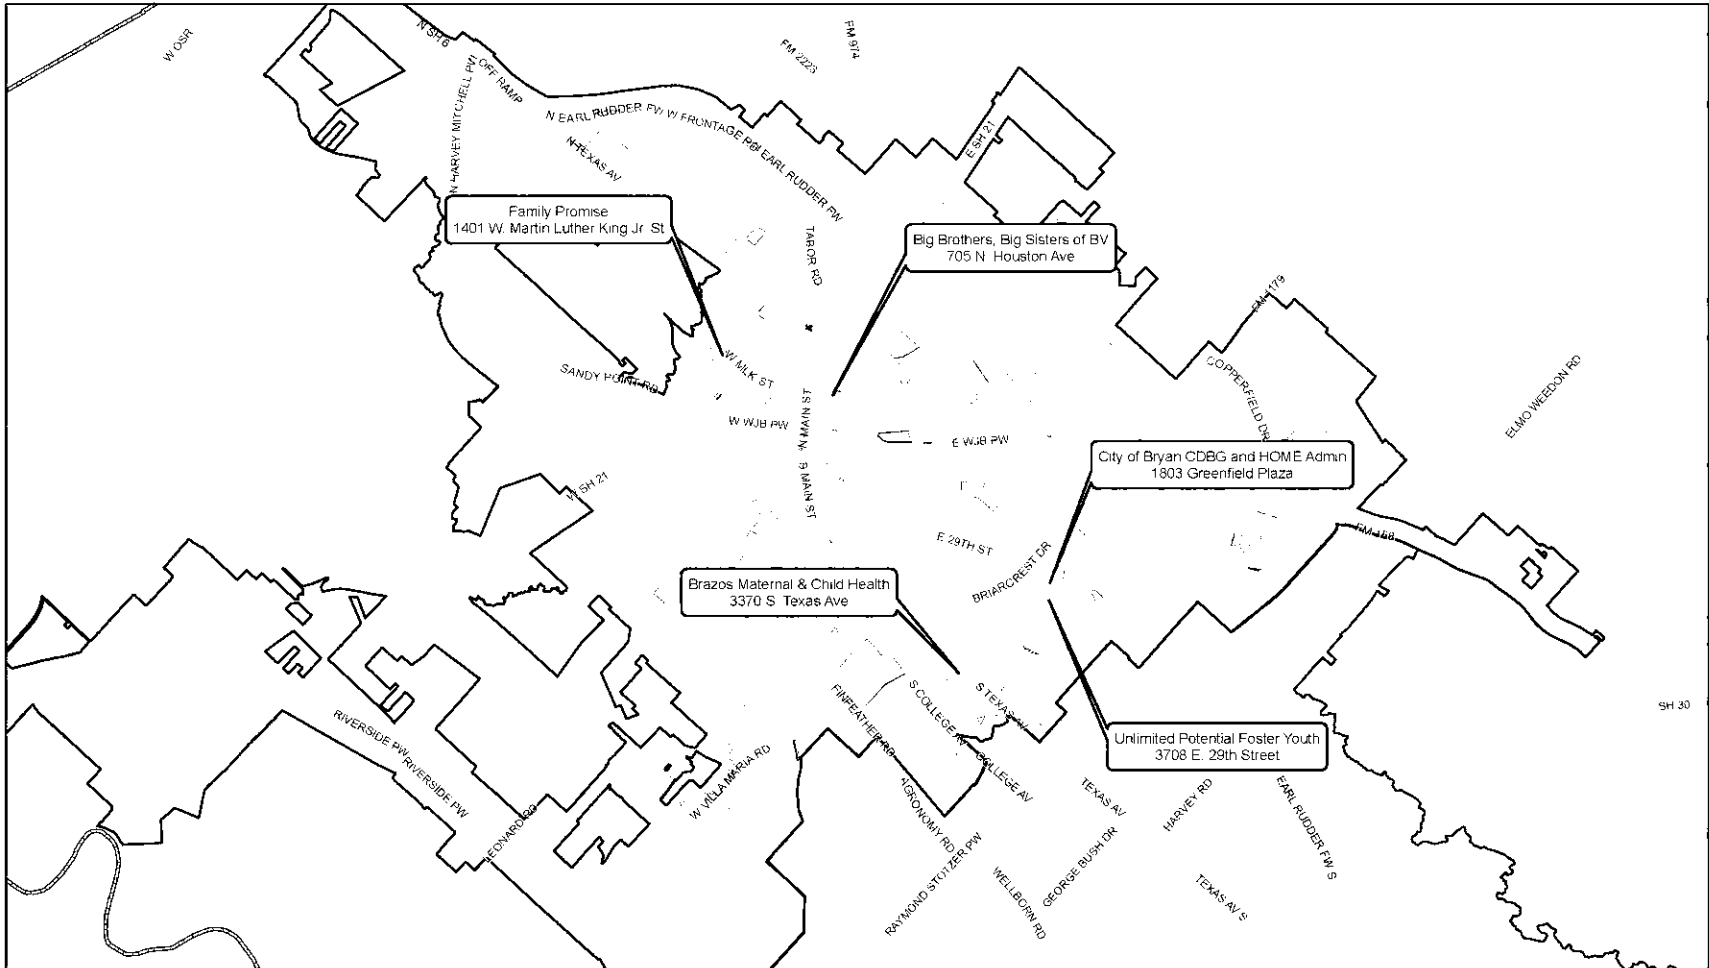 W OSR
N SH 6
OFF RAMP
FM 2223
FM 974
N HARVEY MITCHELL PW
N EARL RUDDER FW W FRONTAGE RD
N EARL RUDDER FW
N TEXAS AV
E SH 21
Family Promise
1401 W. Martin Luther King Jr St
TABOR RD
Big Brothers, Big Sisters of BV
705 N Houston Ave
FM 1179
SANDY POINT RD
W MLK ST
COPPERFIELD DR
ELMO WEEDON RD
W WJB PW
N MAIN ST
E WJB PW
S MAIN ST
City of Bryan CDBG and HOME Admin
1803 Greenfield Plaza
W SH 21
E 29TH ST
FM 158
BRIARCREST DR
Brazos Maternal & Child Health
3370 S Texas Ave
FINFEATHER RD
S COLLEGE AV
S TEXAS AV
SH 30
RIVERSIDE PW
RIVERSIDE PW
W VILLA MARIA RD
COLLEGE AV
Unlimited Potential Foster Youth
3708 E. 29th Street
LEONARD RD
AGRONOMY RD
TEXAS AV
HARVEY RD
EARL RUDDER FW S
RAYMOND STOTZER PW
WELLBORN RD
GEORGE BUSH DR
TEXAS AV S